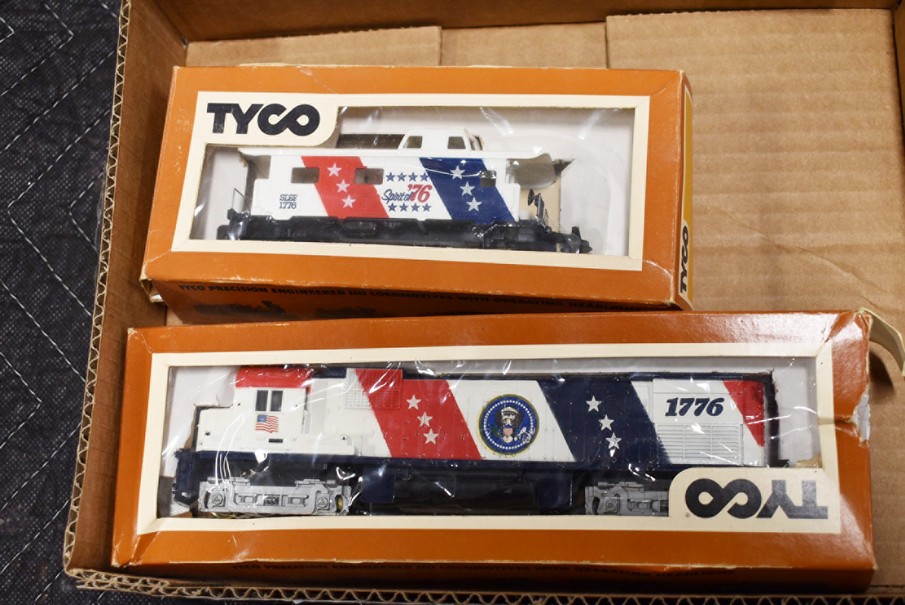 TYCO
SLSF
1776
Spirit of '76
TYCO
TYCO PRECISION ENGINEERED HO LOCOMOTIVES WITH
1776
TYCO